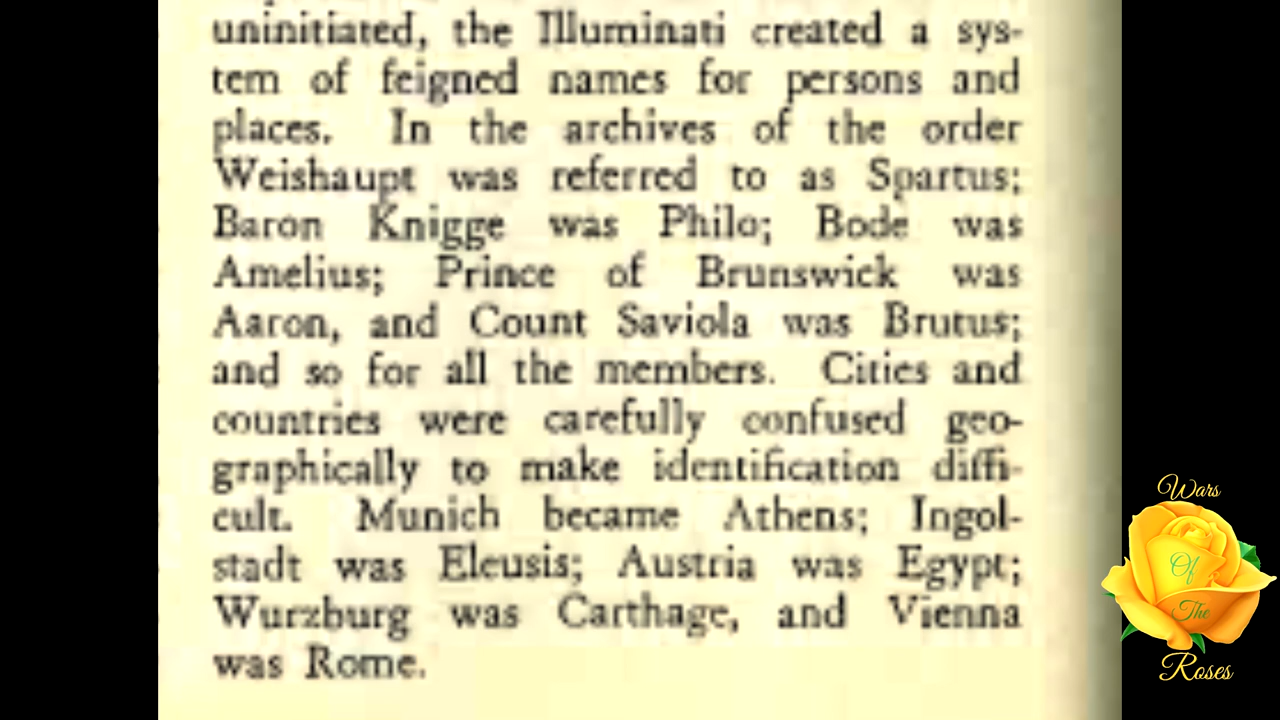 uninitiated, the Illuminati created a sys-
tem of feigned names for persons and
places. In the archives of the order
Weishaupt was referred to as Spartus;
Baron Knigge was Philo; Bode was
Amelius; Prince of Brunswick was
Aaron, and Count Saviola was Brutus;
and so for all the members. Cities and
countries were carefully confused geo-
graphically to make identification diffi-
cult. Munich became Athens; Ingol-
stadt was Eleusis; Austria was Egypt;
Wurzburg was Carthage, and Vienna
was Rome.
Wars
Of
The
Roses